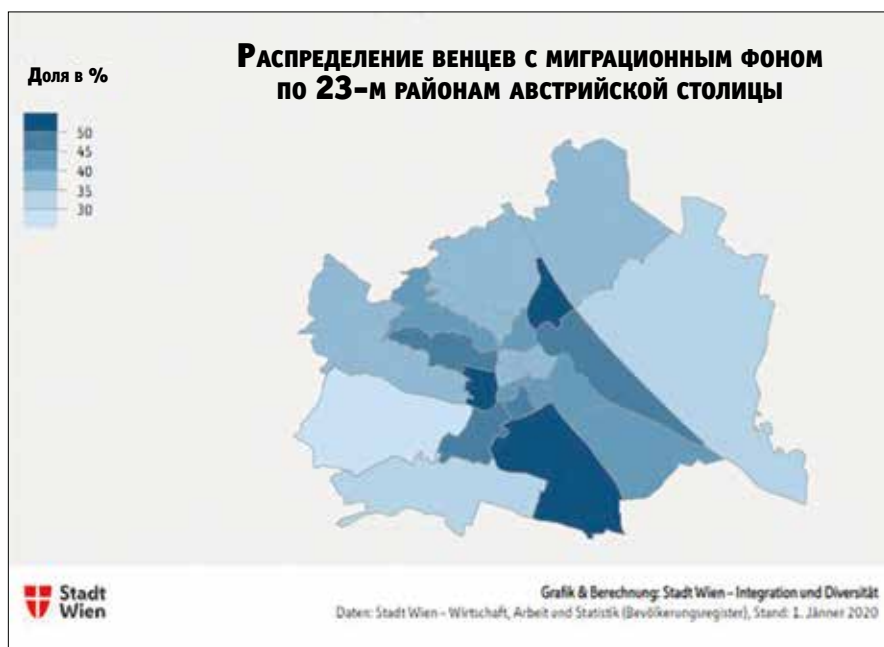 Распределение венцев с миграционным фоном
по 23-м районам австрийской столицы
Доля в %
50
45
40
35
30
Stadt
Wien
Grafik & Berechnung: Stadt Wien – Integration und Diversität
Daten: Stadt Wien – Wirtschaft, Arbeit und Statistik (Bevölkerungsregister), Stand: 1. Jänner 2020